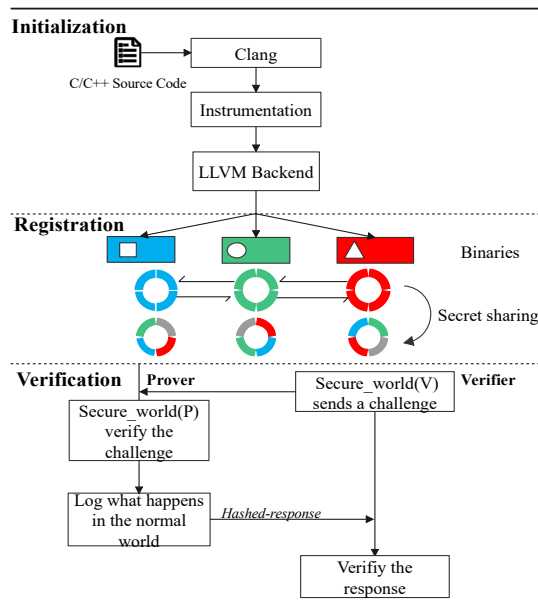 Initialization
Clang
C/C++ Source Code
Instrumentation
LLVM Backend
Registration
Binaries
Secret sharing
Verification
Prover
Verifier
Secure_world(V)
sends a challenge
Secure_world(P)
verify the
challenge
Log what happens
in the normal
world
Hashed-response
Verifiy the
response